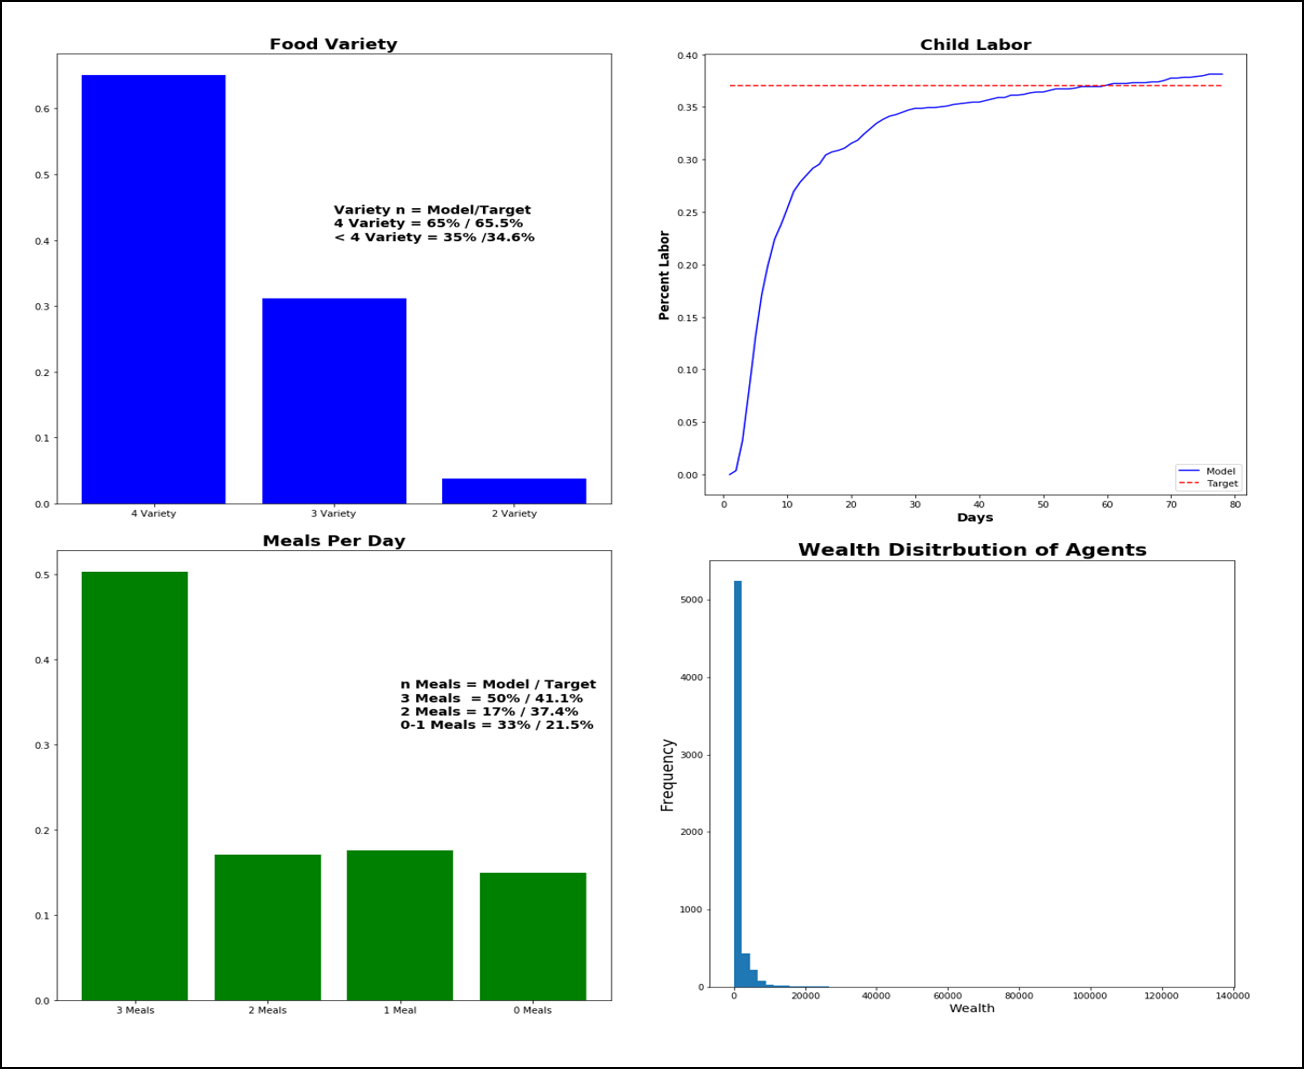 Food Variety
0.6
0.5
0.4
0.3
0.2
0.1
0.0
Variety n = Model/Target
4 Variety = 65% / 65.5%
< 4 Variety = 35% /34.6%
4 Variety
3 Variety
2 Variety
Child Labor
0.40
0.35
0.30
0.25
0.20
0.15
0.10
0.05
0.00
Percent Labor
Model
Target
0
10
20
30
40
50
60
70
80
Days
Meals Per Day
0.5
0.4
0.3
0.2
0.1
0.0
n Meals = Model / Target
3 Meals = 50% / 41.1%
2 Meals = 17% / 37.4%
0-1 Meals = 33% / 21.5%
3 Meals
2 Meals
1 Meal
0 Meals
Wealth Disitrbution of Agents
5000
4000
3000
2000
1000
0
Frequency
0
20000
40000
60000
80000
100000
120000
140000
Wealth